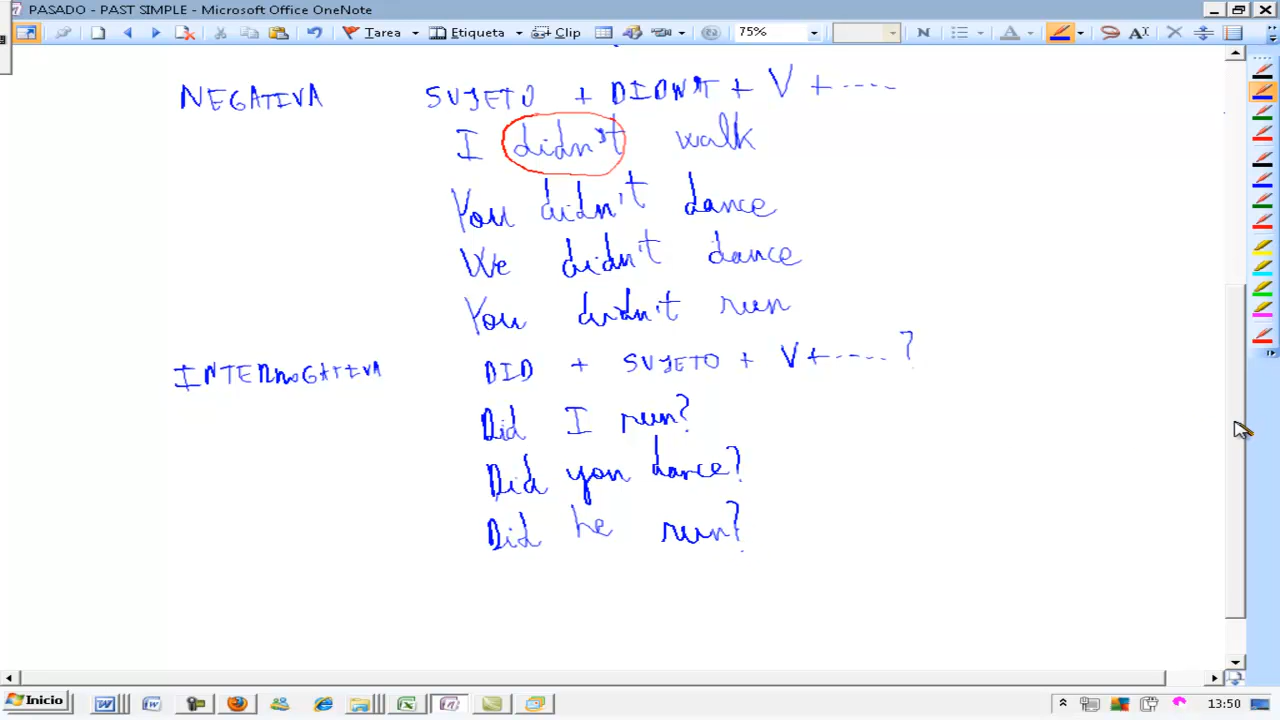 PASADO - PAST SIMPLE - Microsoft Office OneNote
Tarea Etiqueta Clip 75% N A
NEGATIVA SUJETO + DIDN'T + V + ....
I didn't walk
You didn't dance
We didn't dance
You didn't run
INTERROGATIVA DID + SUJETO + V + ..... ?
Did I run?
Did you dance?
Did he run?
Inicio 13:50